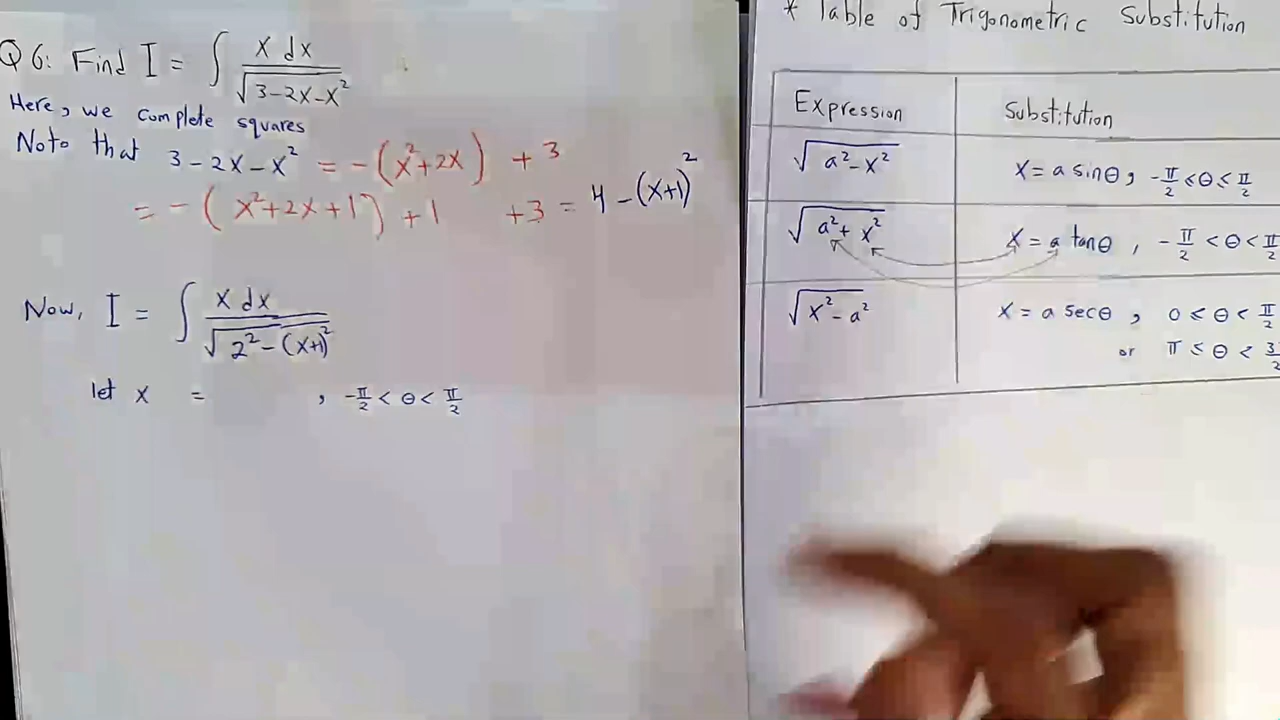 Q6: Find I = ∫ x dx / √(3-2x-x²)
Here, we complete squares
Note that 3-2x-x² = -(x²+2x) +3
= -(x²+2x+1) +1 +3 = 4-(x+1)²
Now, I = ∫ x dx / √(2²-(x+1)²)
let x = , -π/2 < θ < π/2
* Table of Trigonometric Substitution
Expression Substitution
√(a²-x²) x = a sinθ, -π/2 ≤ θ ≤ π/2
√(a²+x²) x = a tanθ, -π/2 < θ < π/2
√(x²-a²) x = a secθ, 0 ≤ θ < π/2
or π ≤ θ < 3